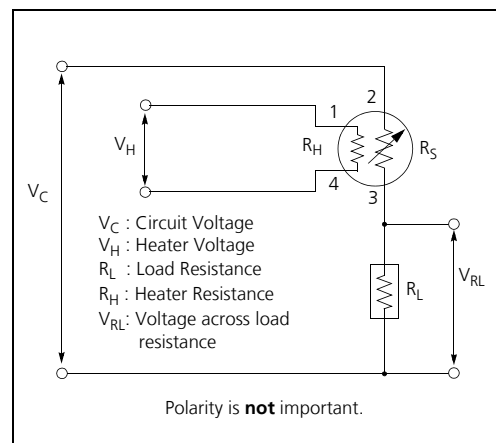 1
2
V_H
R_H
R_S
4
3
V_C
V_C : Circuit Voltage
V_H : Heater Voltage
R_L : Load Resistance
R_H : Heater Resistance
V_RL: Voltage across load
resistance
R_L
V_RL
Polarity is not important.